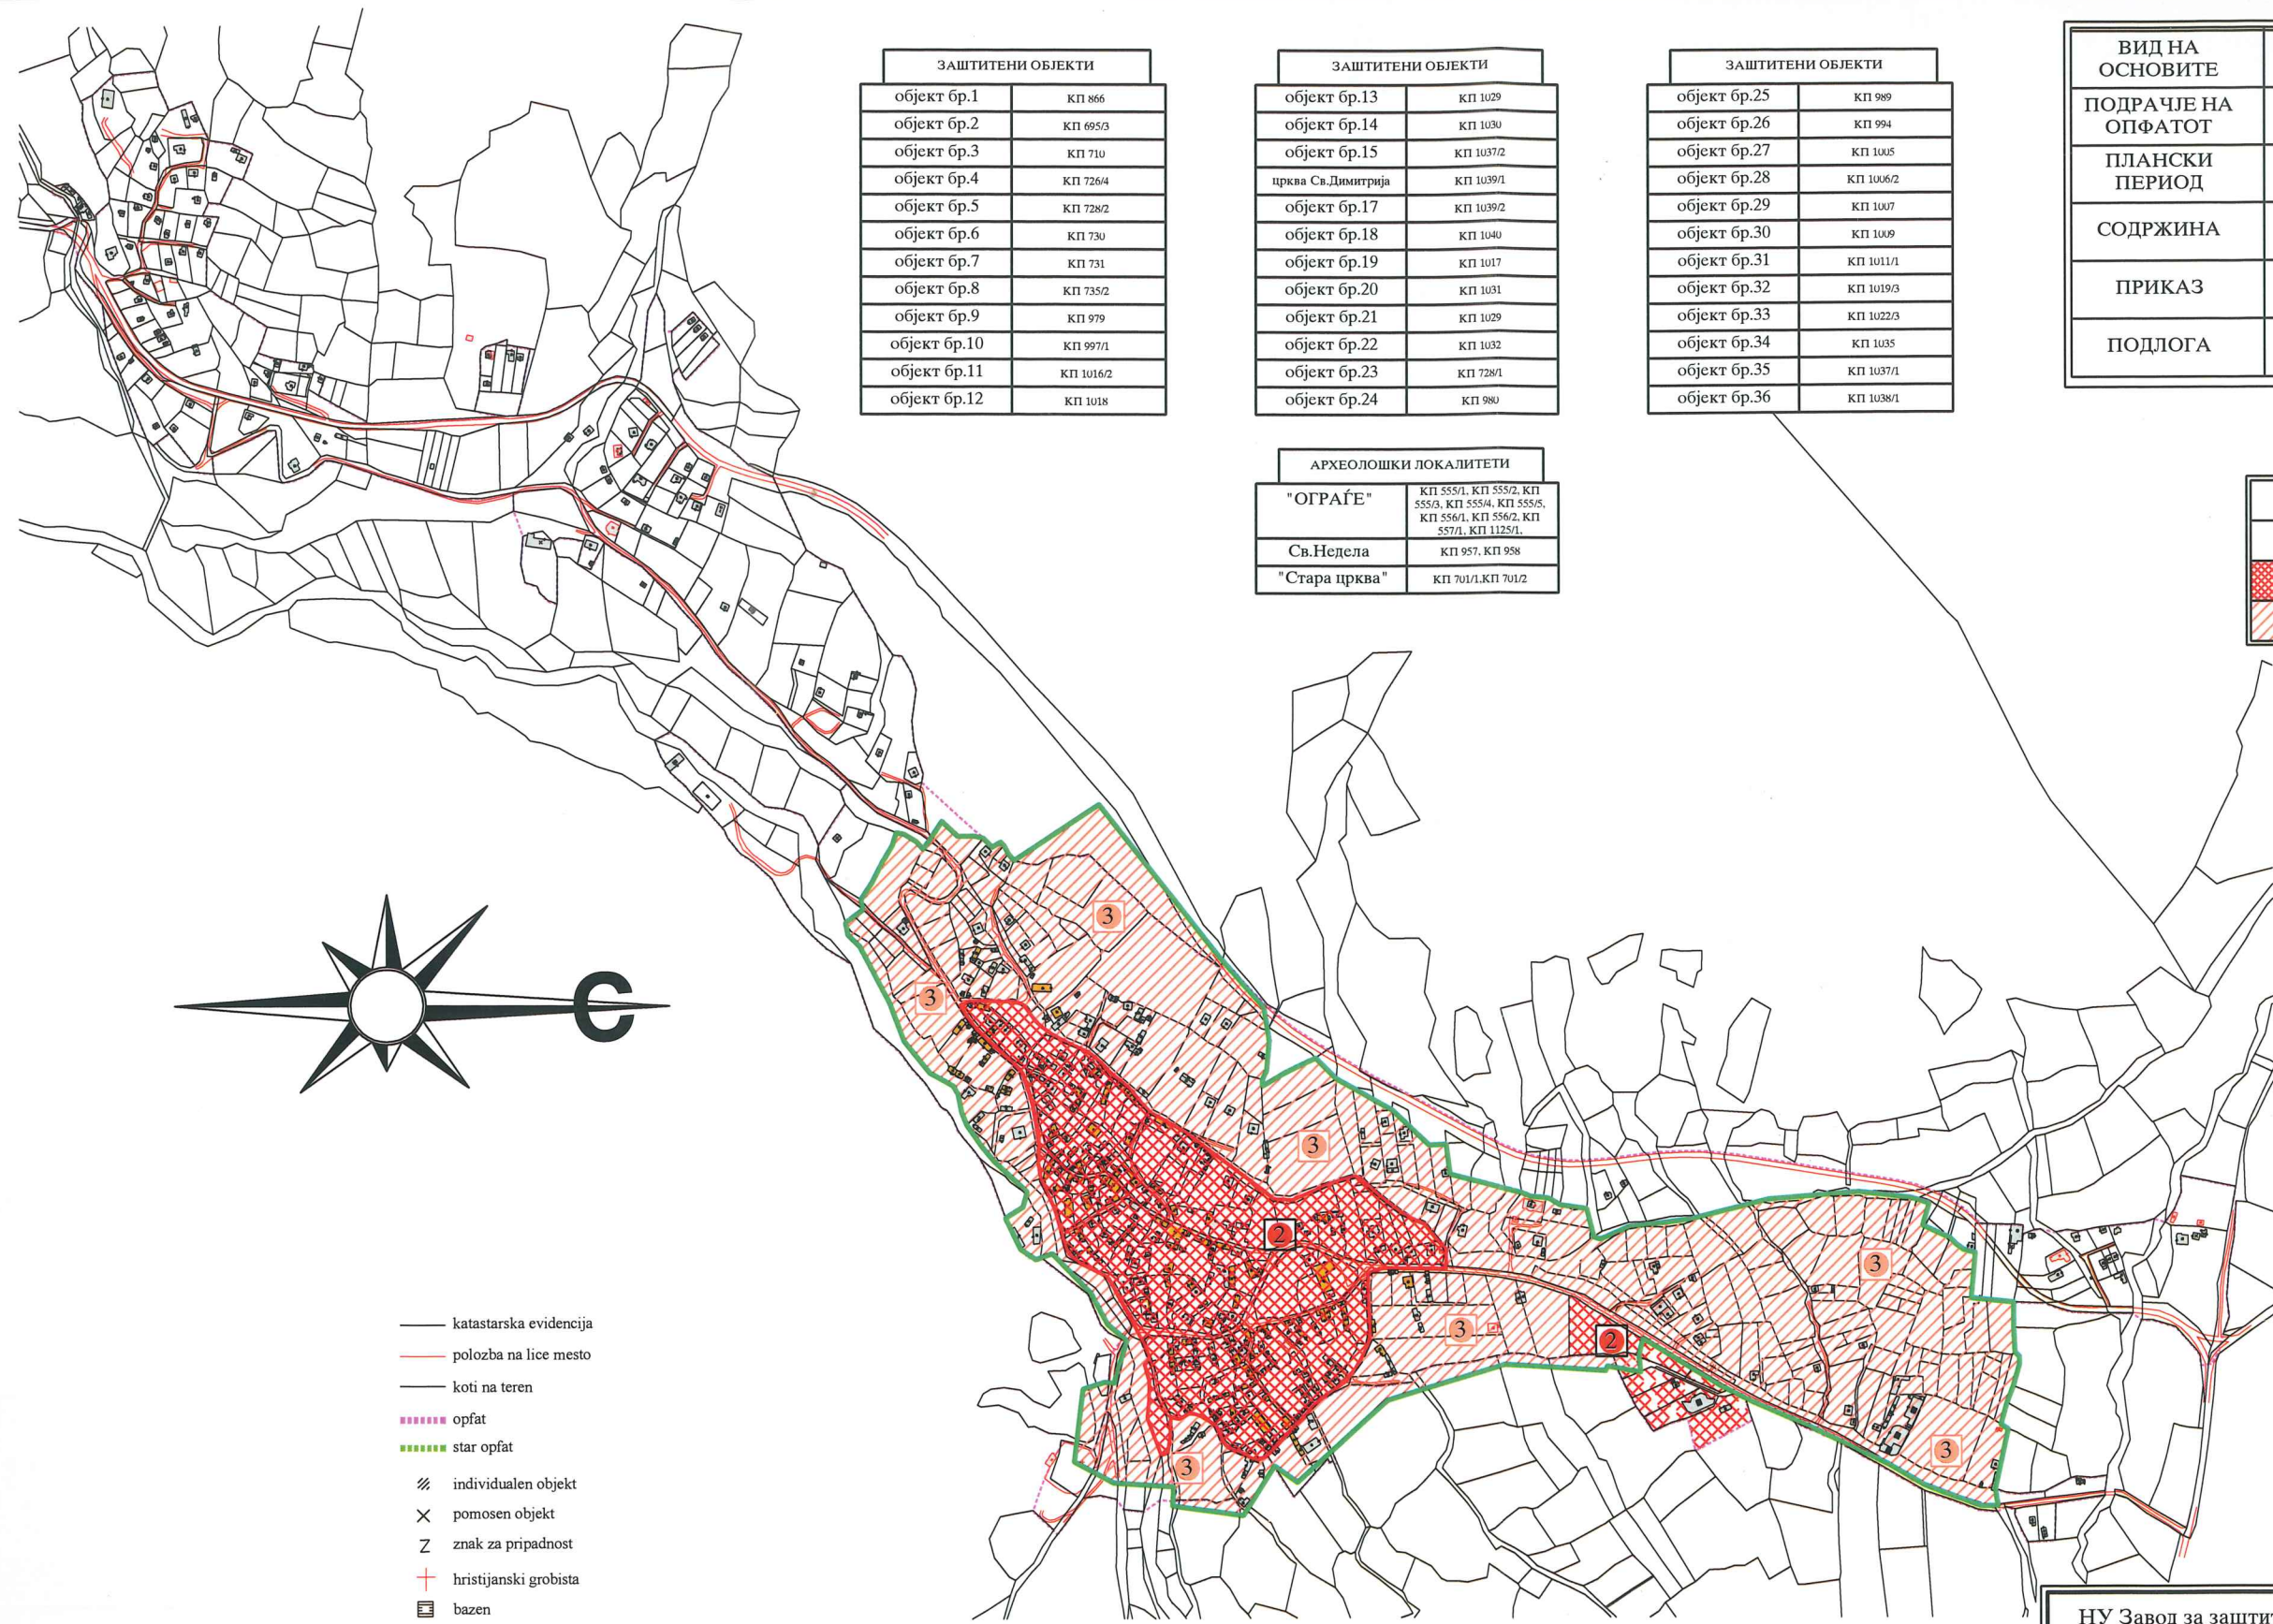 ЗАШТИТЕНИ ОБЈЕКТИ
објект бр.1 КП 866
објект бр.2 КП 695/3
објект бр.3 КП 710
објект бр.4 КП 726/4
објект бр.5 КП 728/2
објект бр.6 КП 730
објект бр.7 КП 731
објект бр.8 КП 735/2
објект бр.9 КП 979
објект бр.10 КП 997/1
објект бр.11 КП 1016/2
објект бр.12 КП 1018
ЗАШТИТЕНИ ОБЈЕКТИ
објект бр.13 КП 1029
објект бр.14 КП 1030
објект бр.15 КП 1037/2
црква Св.Димитрија КП 1039/1
објект бр.17 КП 1039/2
објект бр.18 КП 1040
објект бр.19 КП 1017
објект бр.20 КП 1031
објект бр.21 КП 1029
објект бр.22 КП 1032
објект бр.23 КП 728/1
објект бр.24 КП 980
ЗАШТИТЕНИ ОБЈЕКТИ
објект бр.25 КП 989
објект бр.26 КП 994
објект бр.27 КП 1005
објект бр.28 КП 1006/2
објект бр.29 КП 1007
објект бр.30 КП 1009
објект бр.31 КП 1011/1
објект бр.32 КП 1019/3
објект бр.33 КП 1022/3
објект бр.34 КП 1035
објект бр.35 КП 1037/1
објект бр.36 КП 1038/1
ВИД НА
ОСНОВИТЕ
ПОДРАЧЈЕ НА
ОПФАТОТ
ПЛАНСКИ
ПЕРИОД
СОДРЖИНА
ПРИКАЗ
ПОДЛОГА
АРХЕОЛОШКИ ЛОКАЛИТЕТИ
"ОГРАЃЕ" КП 555/1, КП 555/2, КП
555/3, КП 555/4, КП 555/5,
КП 556/1, КП 556/2, КП
557/1, КП 1125/1,
Св.Недела КП 957, КП 958
"Стара црква" КП 701/1,КП 701/2
3
3
С
3
2
3
3
2
3
3
katastarska evidencija
polozba na lice mesto
koti na teren
opfat
star opfat
individualen objekt
pomosen objekt
Z znak za pripadnost
hristijanski grobista
bazen
НУ Завод за зашти